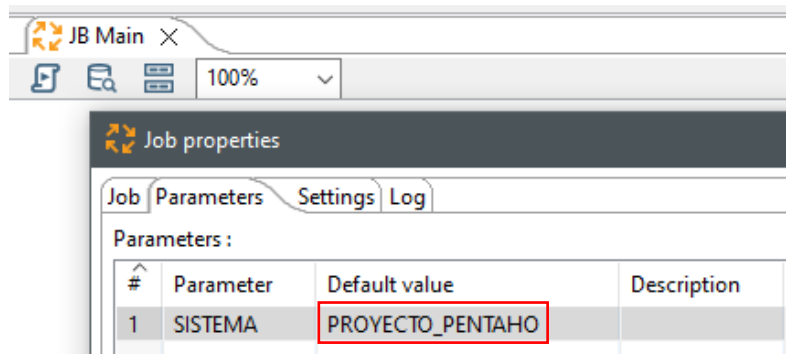 JB Main
100%
Job properties
Job Parameters Settings Log
Parameters :
# Parameter Default value Description
1 SISTEMA PROYECTO_PENTAHO